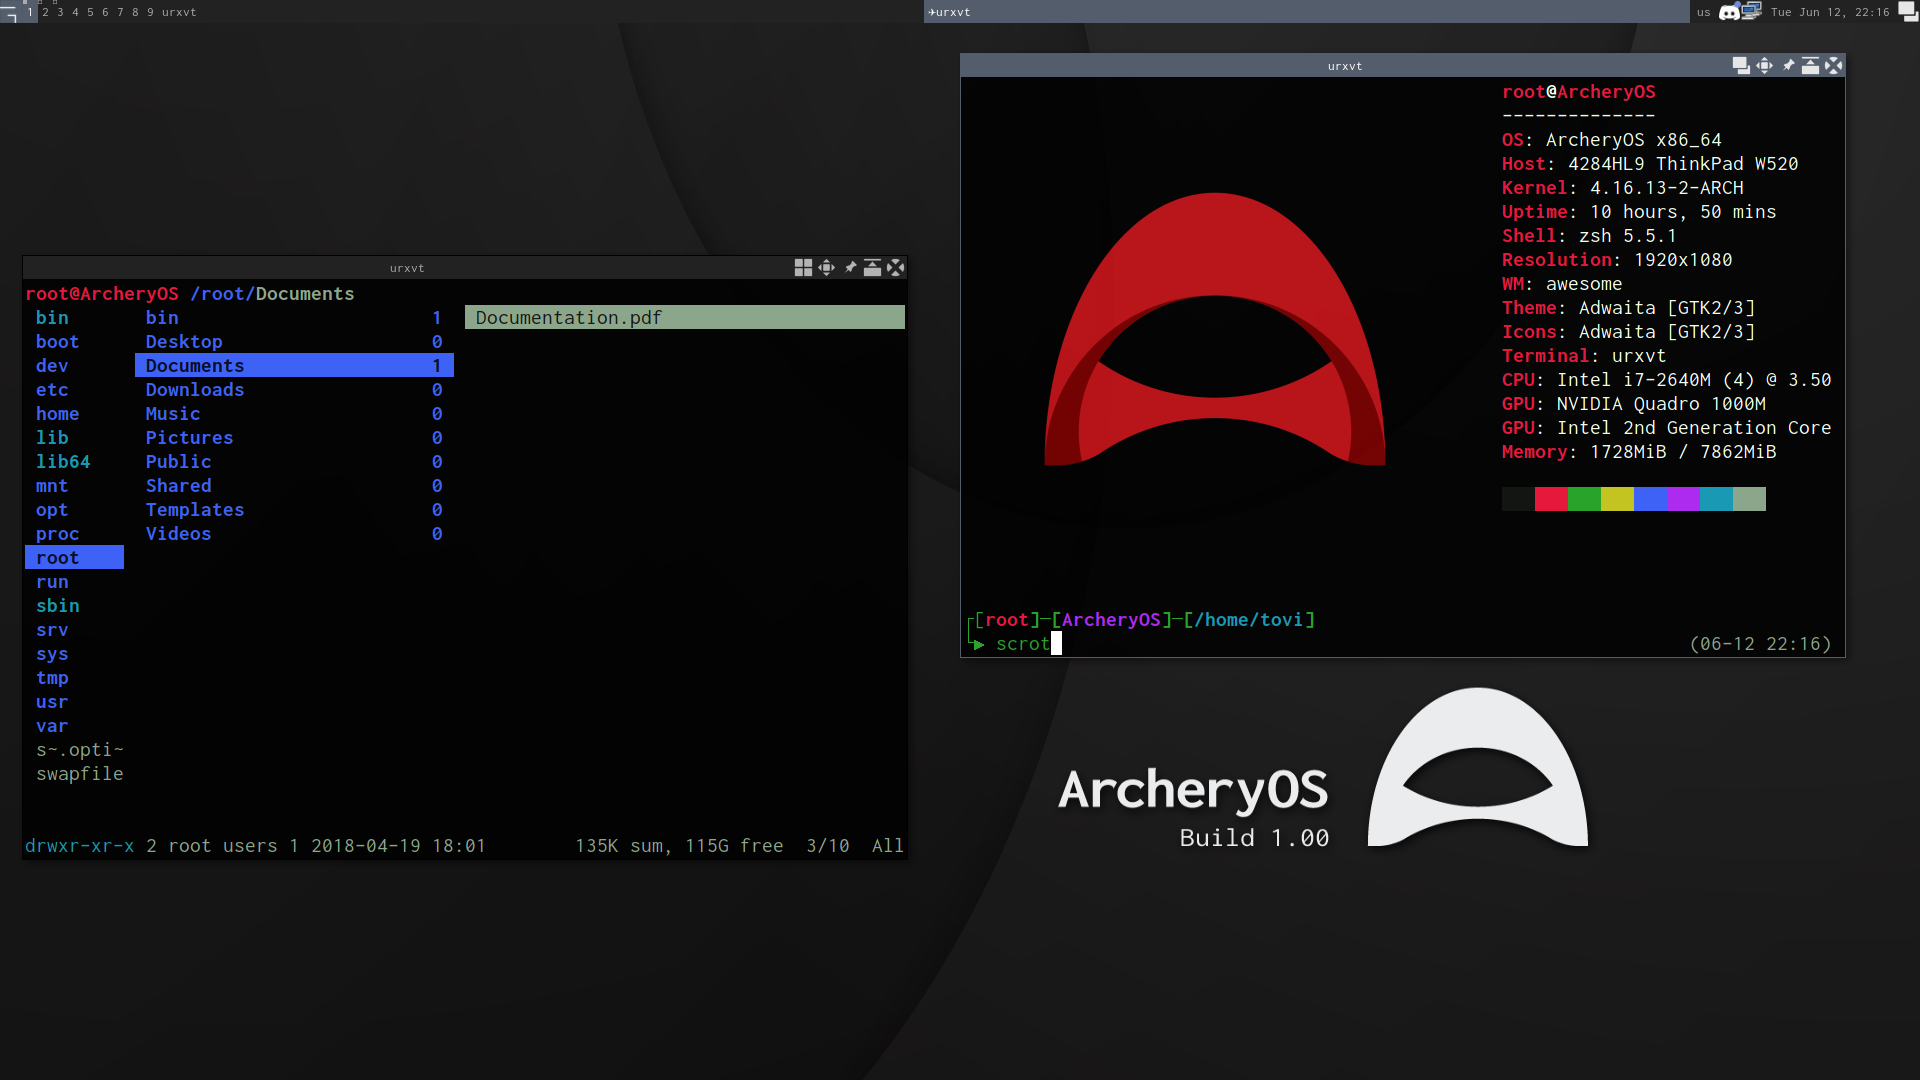 1 2 3 4 5 6 7 8 9 urxvt
urxvt
us
Tue Jun 12, 22:16
urxvt
root@ArcheryOS /root/Documents
bin bin 1 Documentation.pdf
boot Desktop 0
dev Documents 1
etc Downloads 0
home Music 0
lib Pictures 0
lib64 Public 0
mnt Shared 0
opt Templates 0
proc Videos 0
root
run
sbin
srv
sys
tmp
usr
var
s~.opti~
swapfile
drwxr-xr-x 2 root users 1 2018-04-19 18:01 135K sum, 115G free 3/10 All
urxvt
root@ArcheryOS
--------------
OS: ArcheryOS x86_64
Host: 4284HL9 ThinkPad W520
Kernel: 4.16.13-2-ARCH
Uptime: 10 hours, 50 mins
Shell: zsh 5.5.1
Resolution: 1920x1080
WM: awesome
Theme: Adwaita [GTK2/3]
Icons: Adwaita [GTK2/3]
Terminal: urxvt
CPU: Intel i7-2640M (4) @ 3.50
GPU: NVIDIA Quadro 1000M
GPU: Intel 2nd Generation Core
Memory: 1728MiB / 7862MiB
┌[root]─[ArcheryOS]─[/home/tovi]
└▶ scrot (06-12 22:16)
ArcheryOS
Build 1.00